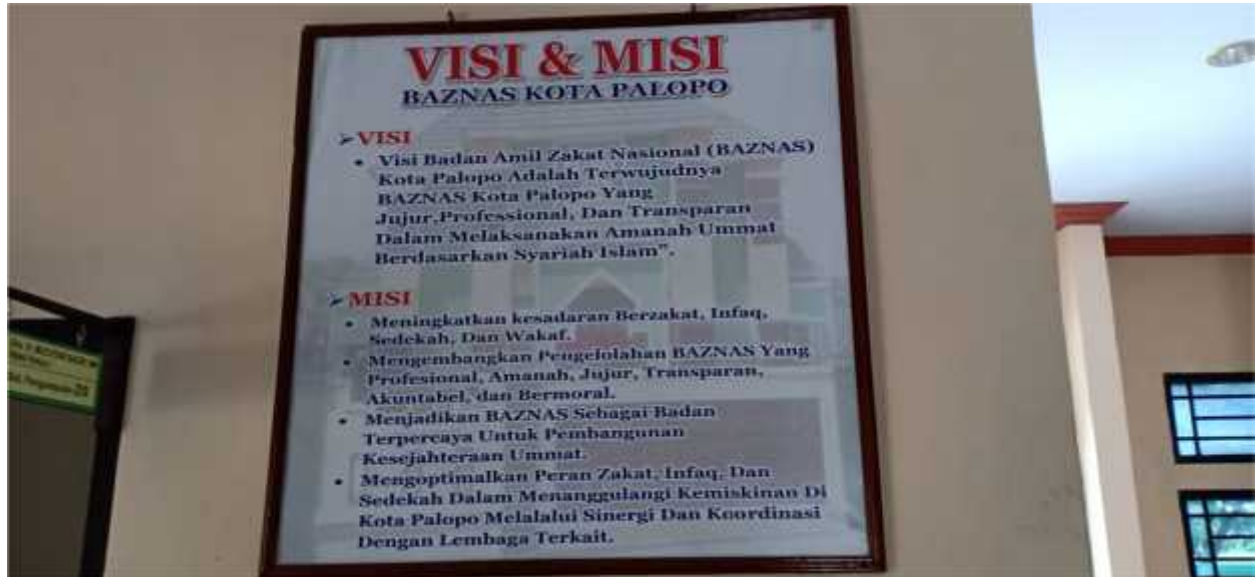 VISI & MISI
BAZNAS KOTA PALOPO
➢VISI
• Visi Badan Amil Zakat Nasional (BAZNAS)
Kota Palopo Adalah Terwujudnya
BAZNAS Kota Palopo Yang
Jujur,Professional, Dan Transparan
Dalam Melaksanakan Amanah Ummat
Berdasarkan Syariah Islam”.
➢MISI
• Meningkatkan kesadaran Berzakat, Infaq,
Sedekah, Dan Wakaf.
• Mengembangkan Pengelolahan BAZNAS Yang
Profesional, Amanah, Jujur, Transparan,
Akuntabel, dan Bermoral.
• Menjadikan BAZNAS Sebagai Badan
Terpercaya Untuk Pembangunan
Kesejahteraan Ummat.
• Mengoptimalkan Peran Zakat, Infaq, Dan
Sedekah Dalam Menanggulangi Kemiskinan Di
Kota Palopo Melalalui Sinergi Dan Koordinasi
Dengan Lembaga Terkait.